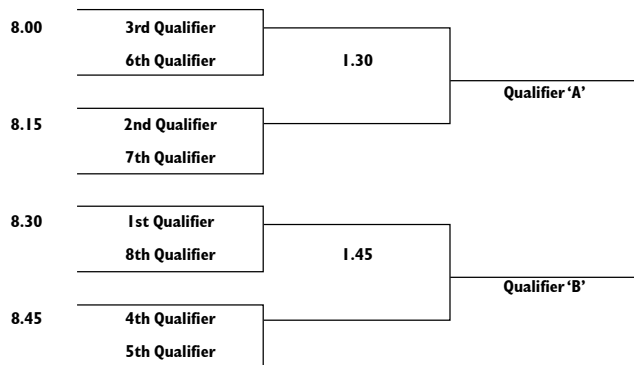 8.00 3rd Qualifier
6th Qualifier 1.30
Qualifier ‘A’
8.15 2nd Qualifier
7th Qualifier
8.30 1st Qualifier
8th Qualifier 1.45
Qualifier ‘B’
8.45 4th Qualifier
5th Qualifier